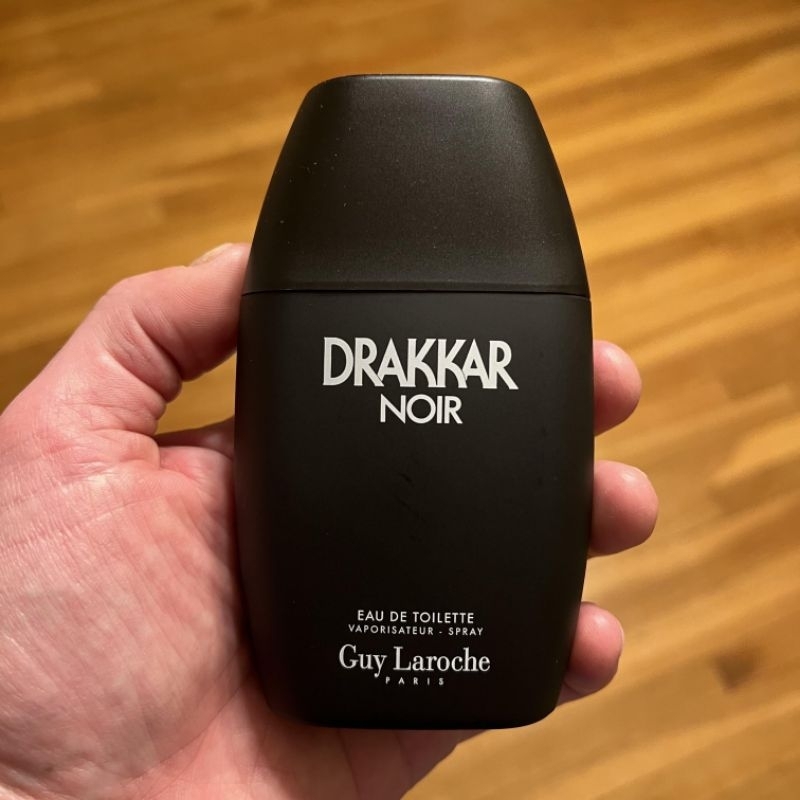 DRAKKAR
NOIR
EAU DE TOILETTE
VAPORISATEUR - SPRAY
Guy Laroche
PARIS